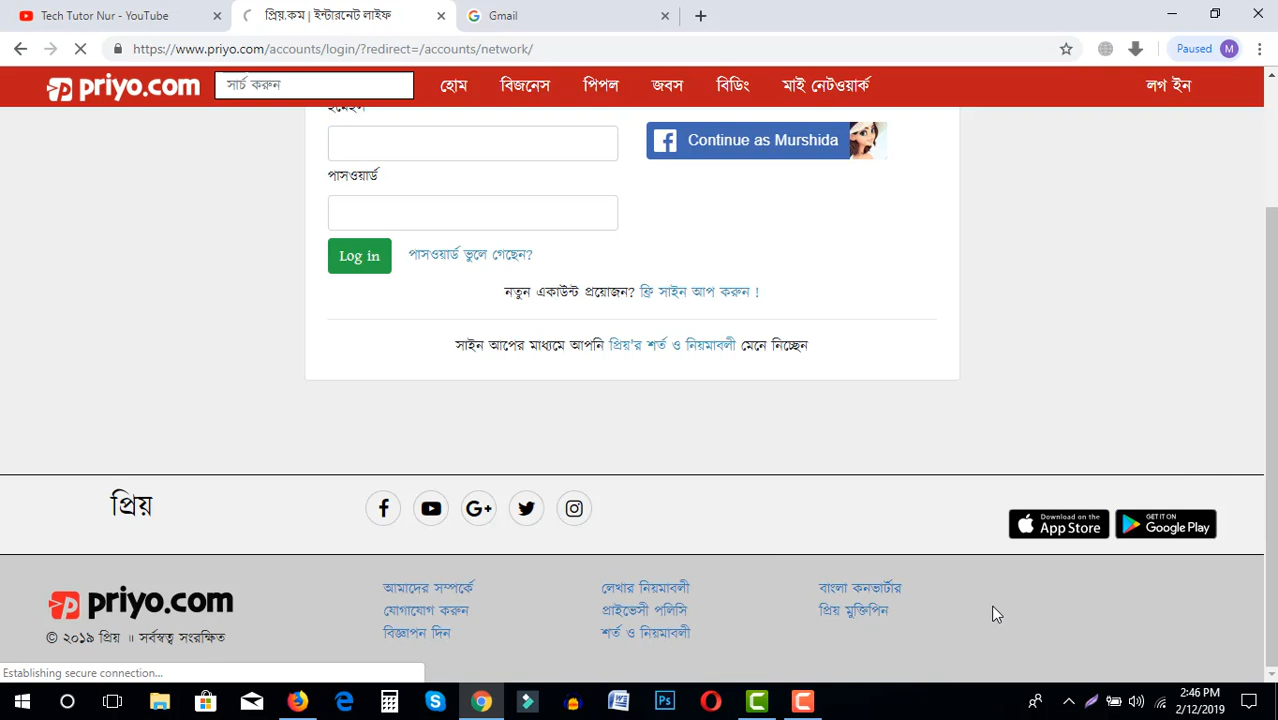 Tech Tutor Nur - YouTube
প্রিয়.কম | ইন্টারনেট লাইফ
Gmail
https://www.priyo.com/accounts/login/?redirect=/accounts/network/
Paused M
priyo.com
সার্চ করুন
হোম
বিজনেস
পিপল
জবস
বিডিং
মাই নেটওয়ার্ক
লগ ইন
Continue as Murshida
পাসওয়ার্ড
Log in
পাসওয়ার্ড ভুলে গেছেন?
নতুন একাউন্ট প্রয়োজন? ফ্রি সাইন আপ করুন !
সাইন আপের মাধ্যমে আপনি প্রিয়'র শর্ত ও নিয়মাবলী মেনে নিচ্ছেন
প্রিয়
Download on the
App Store
GET IT ON
Google Play
priyo.com
© ২০১৯ প্রিয় ॥ সর্বস্বত্ব সংরক্ষিত
আমাদের সম্পর্কে
যোগাযোগ করুন
বিজ্ঞাপন দিন
লেখার নিয়মাবলী
প্রাইভেসী পলিসি
শর্ত ও নিয়মাবলী
বাংলা কনভার্টার
প্রিয় মুক্তিপিন
Establishing secure connection...
2:46 PM
2/12/2019